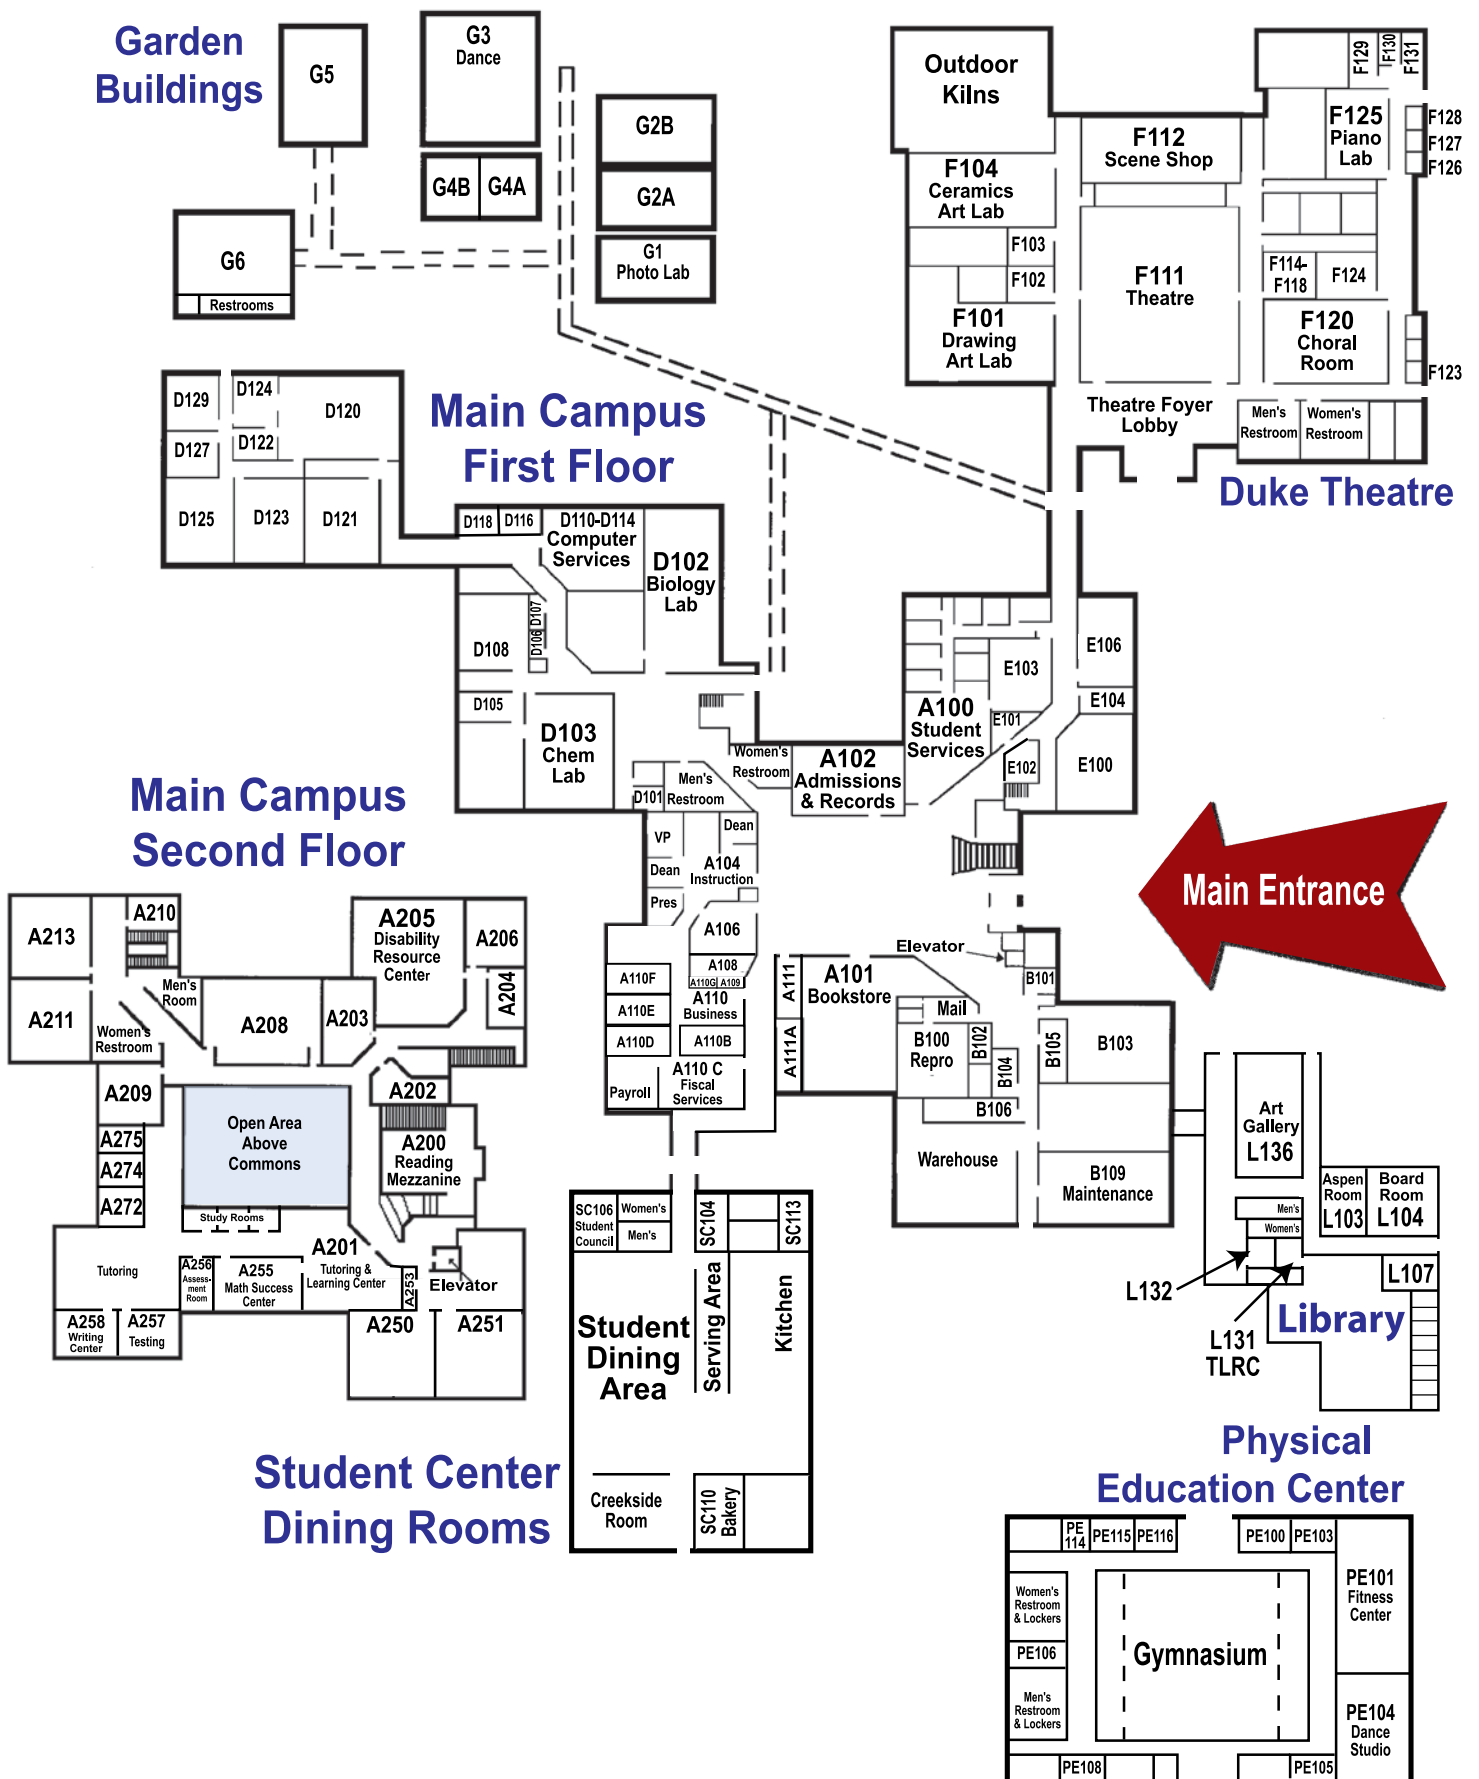 Garden
Buildings
G5
G3
Dance
G4B
G4A
G2B
G2A
G1
Photo Lab
G6
Restrooms
Outdoor
Kilns
F104
Ceramics
Art Lab
F103
F102
F101
Drawing
Art Lab
F112
Scene Shop
F111
Theatre
Theatre Foyer
Lobby
F129
F130
F131
F125
Piano
Lab
F128
F127
F126
F114-
F118
F124
F120
Choral
Room
F123
Men's
Restroom
Women's
Restroom
Duke Theatre
Main Campus
First Floor
D129
D124
D120
D127
D122
D125
D123
D121
D118
D116
D110-D114
Computer
Services
D102
Biology
Lab
D107
D106
D108
D105
D103
Chem
Lab
E103
E106
E104
E101
E102
E100
A100
Student
Services
Women's
Restroom
A102
Admissions
& Records
Men's
Restroom
D101
VP
Dean
A104
Instruction
Dean
Pres
A106
A108
A110G
A109
A110F
A110E
A110D
A110
Business
A110B
A110 C
Fiscal
Services
Payroll
Main Entrance
Elevator
A111
A111A
A101
Bookstore
Mail
B100
Repro
B102
B104
B106
B101
B105
B103
Warehouse
B109
Maintenance
Main Campus
Second Floor
A213
A210
A211
Men's
Room
Women's
Restroom
A208
A203
A205
Disability
Resource
Center
A206
A204
A209
A202
A275
A274
A272
Open Area
Above
Commons
A200
Reading
Mezzanine
Study Rooms
Tutoring
A256
Assess-
ment
Room
A255
Math Success
Center
A201
Tutoring &
Learning Center
A253
Elevator
A258
Writing
Center
A257
Testing
A250
A251
SC106
Student
Council
Women's
Men's
SC104
SC113
Student
Dining
Area
Serving Area
Kitchen
Creekside
Room
SC110
Bakery
Student Center
Dining Rooms
Art
Gallery
L136
Aspen
Room
L103
Board
Room
L104
Men's
Women's
L132
L107
Library
L131
TLRC
Physical
Education Center
PE
114
PE115
PE116
PE100
PE103
Women's
Restroom
& Lockers
PE106
Men's
Restroom
& Lockers
Gymnasium
PE101
Fitness
Center
PE104
Dance
Studio
PE108
PE105